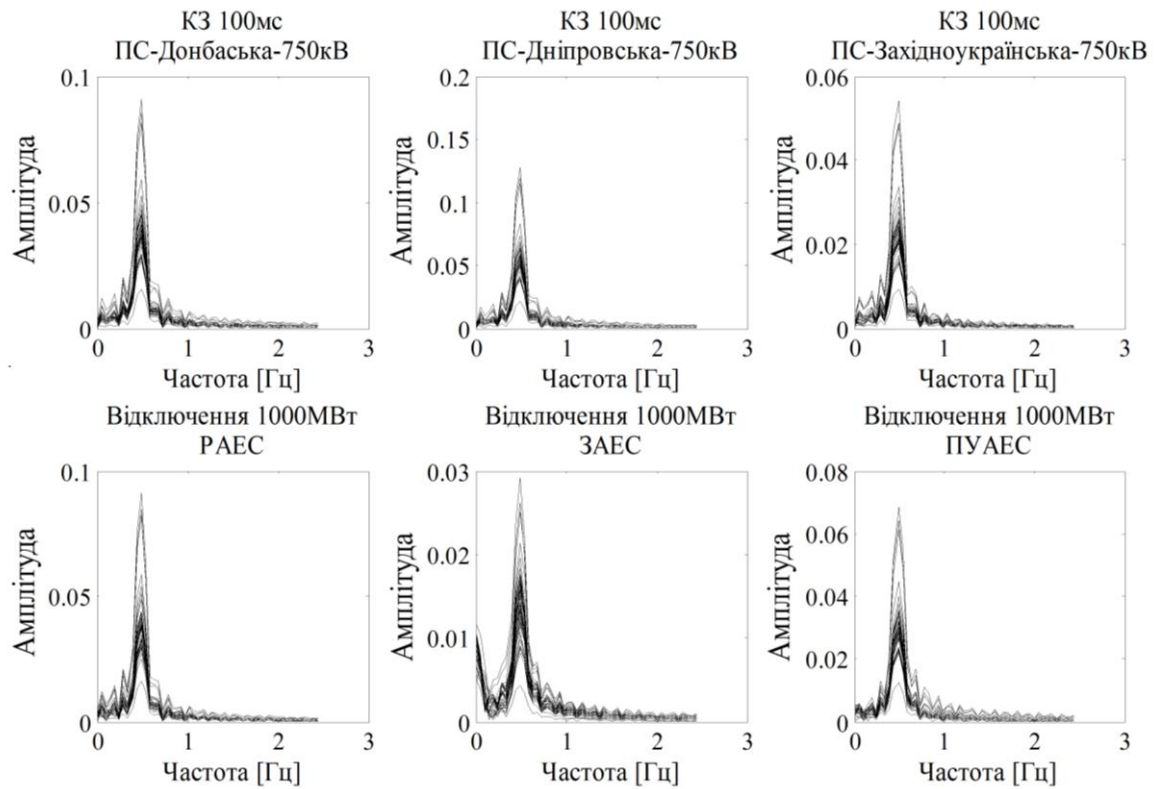 КЗ 100мс
ПС-Донбаська-750кВ
0.1
0.05
0
Амплітуда
0 1 2 3
Частота [Гц]
КЗ 100мс
ПС-Дніпровська-750кВ
0.2
0.15
0.1
0.05
0
Амплітуда
0 1 2 3
Частота [Гц]
КЗ 100мс
ПС-Західноукраїнська-750кВ
0.06
0.04
0.02
0
Амплітуда
0 1 2 3
Частота [Гц]
Відключення 1000МВт
РАЕС
0.1
0.05
0
Амплітуда
0 1 2 3
Частота [Гц]
Відключення 1000МВт
ЗАЕС
0.03
0.02
0.01
0
Амплітуда
0 1 2 3
Частота [Гц]
Відключення 1000МВт
ПУАЕС
0.08
0.06
0.04
0.02
0
Амплітуда
0 1 2 3
Частота [Гц]